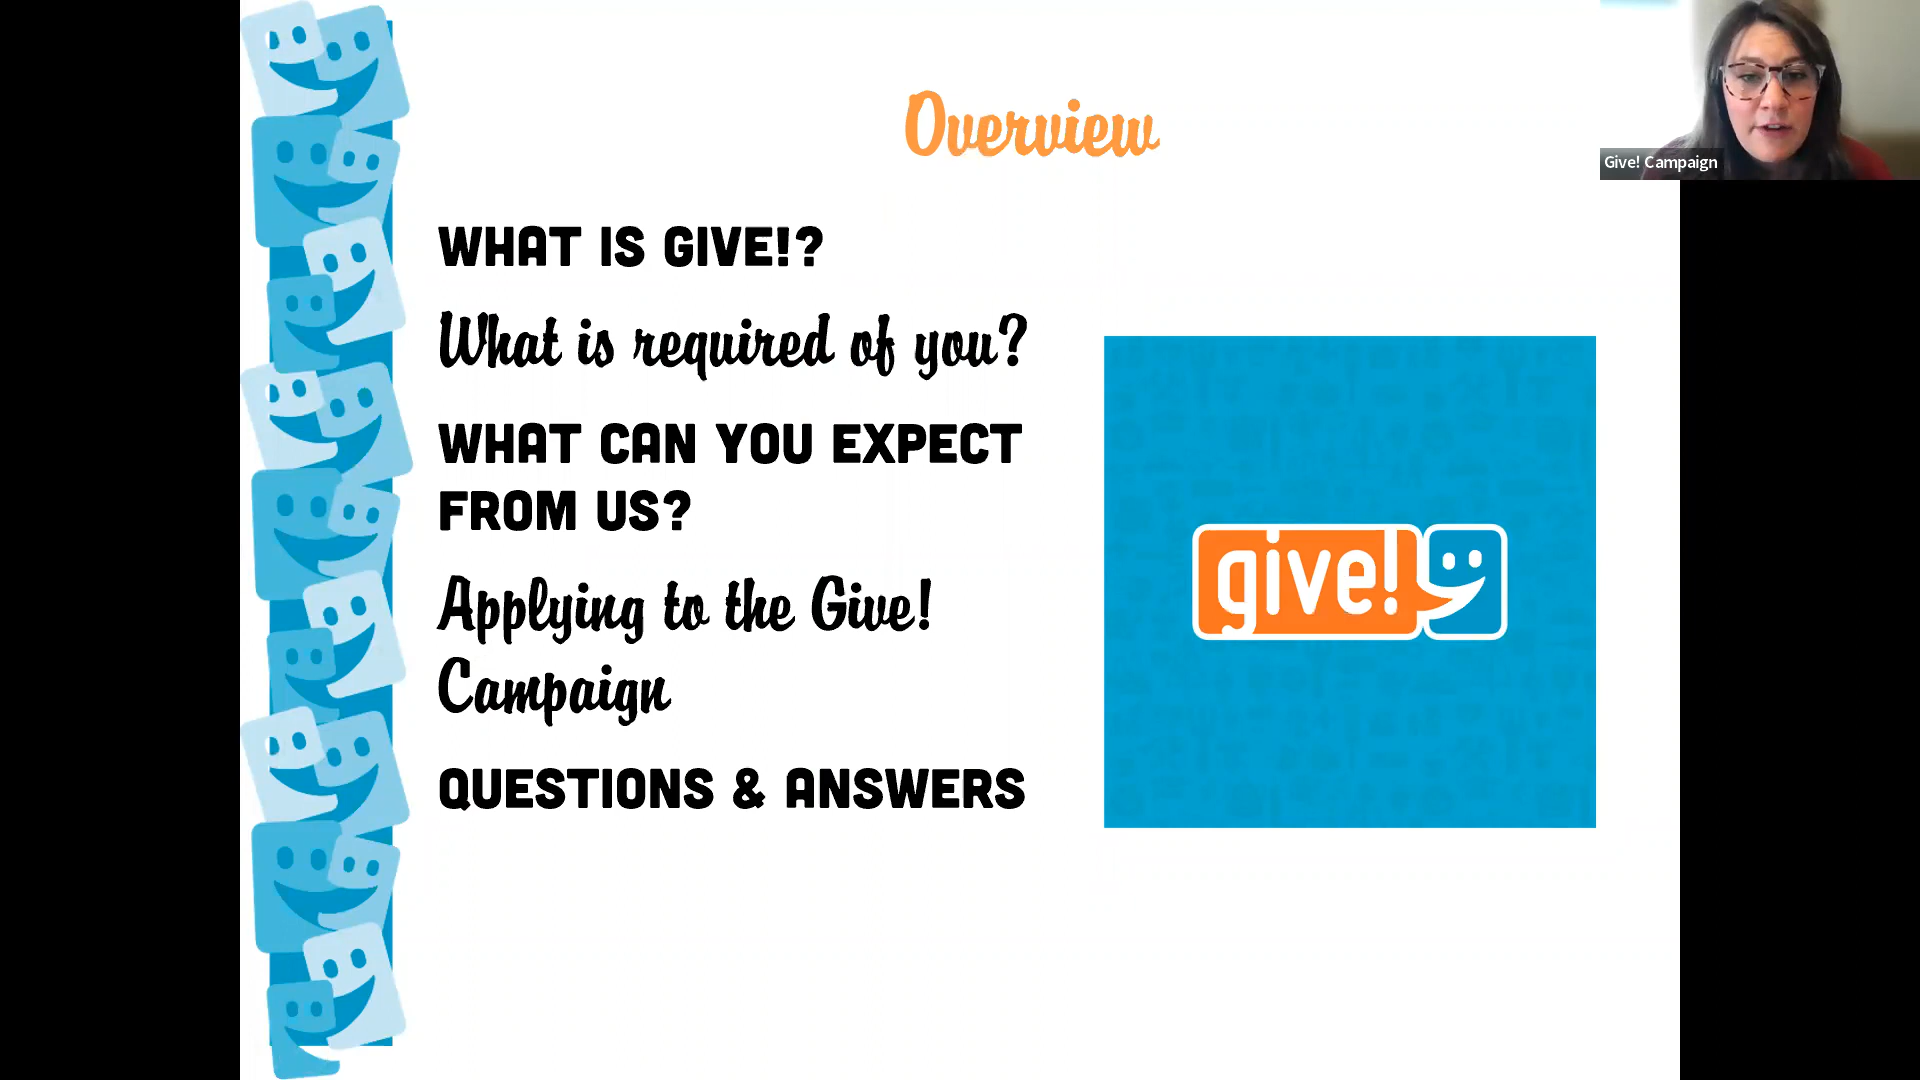 Overview
Give! Campaign
WHAT IS GIVE!?
What is required of you?
WHAT CAN YOU EXPECT
FROM US?
Applying to the Give!
Campaign
QUESTIONS & ANSWERS
give!